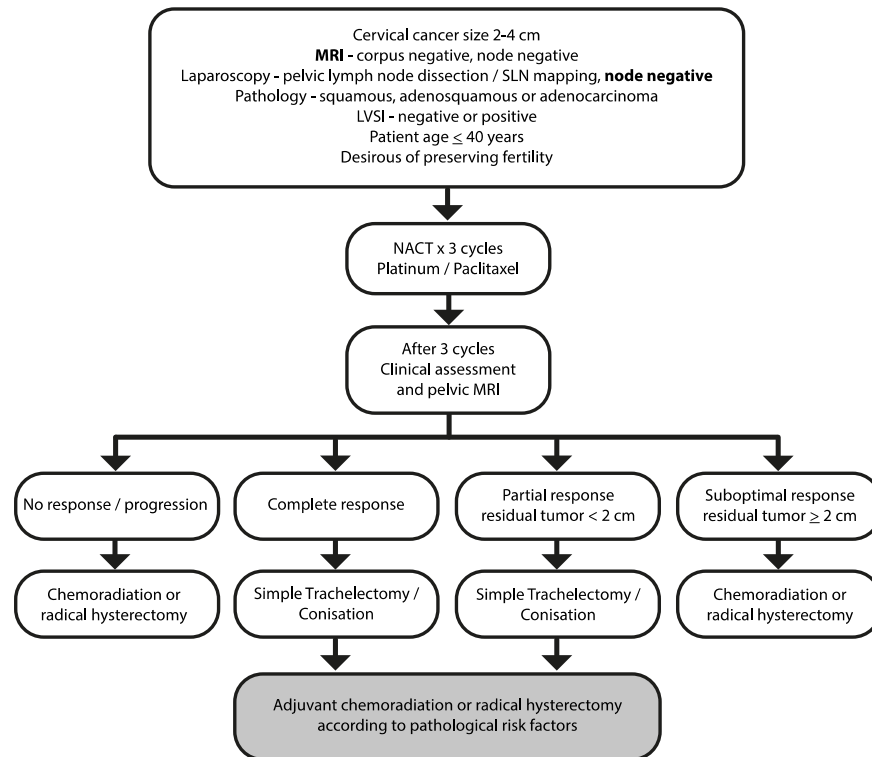 Cervical cancer size 2-4 cm
MRI - corpus negative, node negative
Laparoscopy - pelvic lymph node dissection / SLN mapping, node negative
Pathology - squamous, adenosquamous or adenocarcinoma
LVSI - negative or positive
Patient age ≤ 40 years
Desirous of preserving fertility
NACT x 3 cycles
Platinum / Paclitaxel
After 3 cycles
Clinical assessment
and pelvic MRI
No response / progression
Complete response
Partial response
residual tumor < 2 cm
Suboptimal response
residual tumor ≥ 2 cm
Chemoradiation or
radical hysterectomy
Simple Trachelectomy /
Conisation
Simple Trachelectomy /
Conisation
Chemoradiation or
radical hysterectomy
Adjuvant chemoradiation or radical hysterectomy
according to pathological risk factors